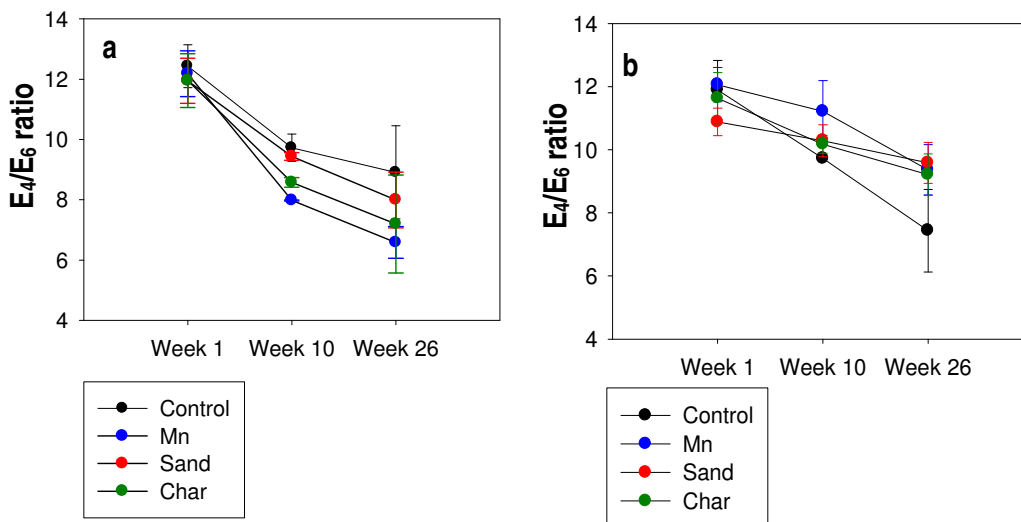 a
E₄/E₆ ratio
14
12
10
8
6
4
Week 1 Week 10 Week 26
Control
Mn
Sand
Char
b
E₄/E₆ ratio
14
12
10
8
6
4
Week 1 Week 10 Week 26
Control
Mn
Sand
Char